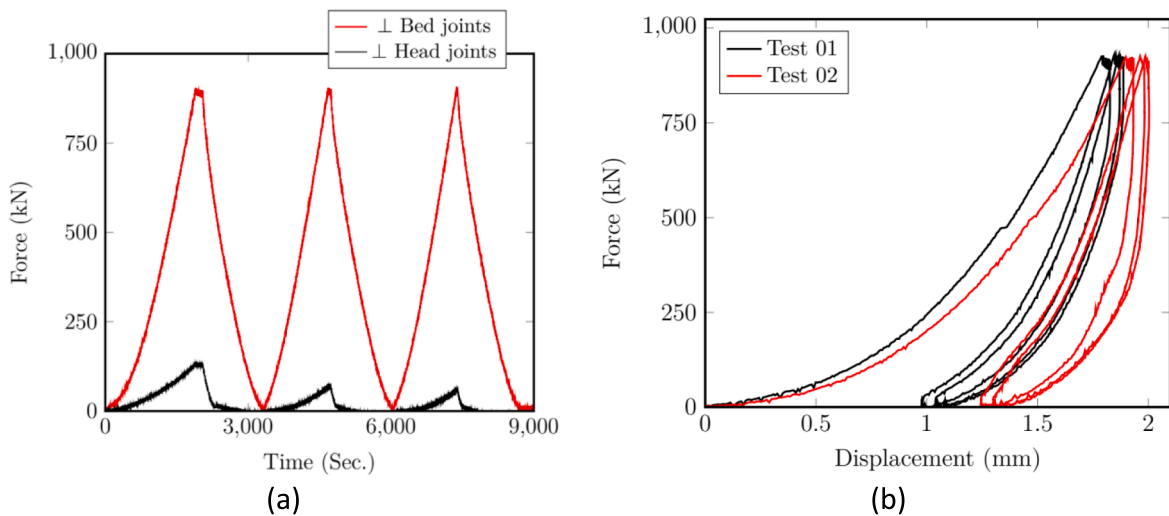 ⊥ Bed joints
⊥ Head joints
1,000
750
500
250
0
Force (kN)
0
3,000
6,000
9,000
Time (Sec.)
(a)
Test 01
Test 02
1,000
750
500
250
0
Force (kN)
0
0.5
1
1.5
2
Displacement (mm)
(b)